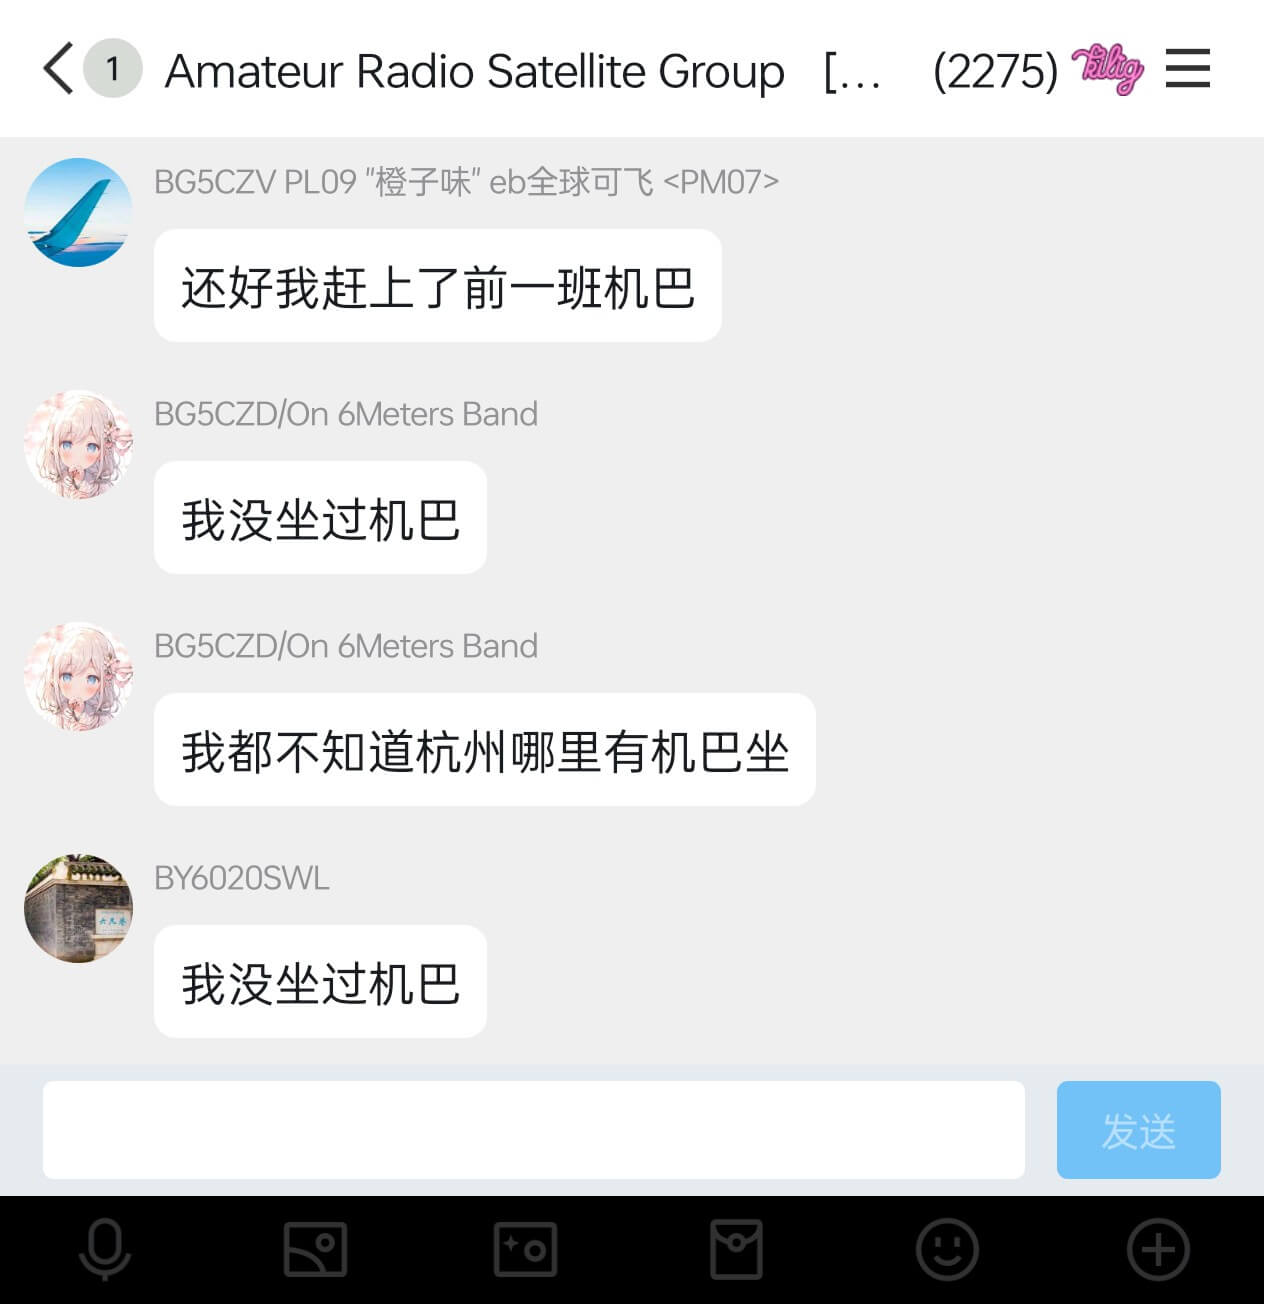 1 Amateur Radio Satellite Group [... (2275) kilig
BG5CZV PL09 "橙子味" eb全球可飞 <PM07>
还好我赶上了前一班机巴
BG5CZD/On 6Meters Band
我没坐过机巴
BG5CZD/On 6Meters Band
我都不知道杭州哪里有机巴坐
BY6020SWL
六尺巷
我没坐过机巴
发送